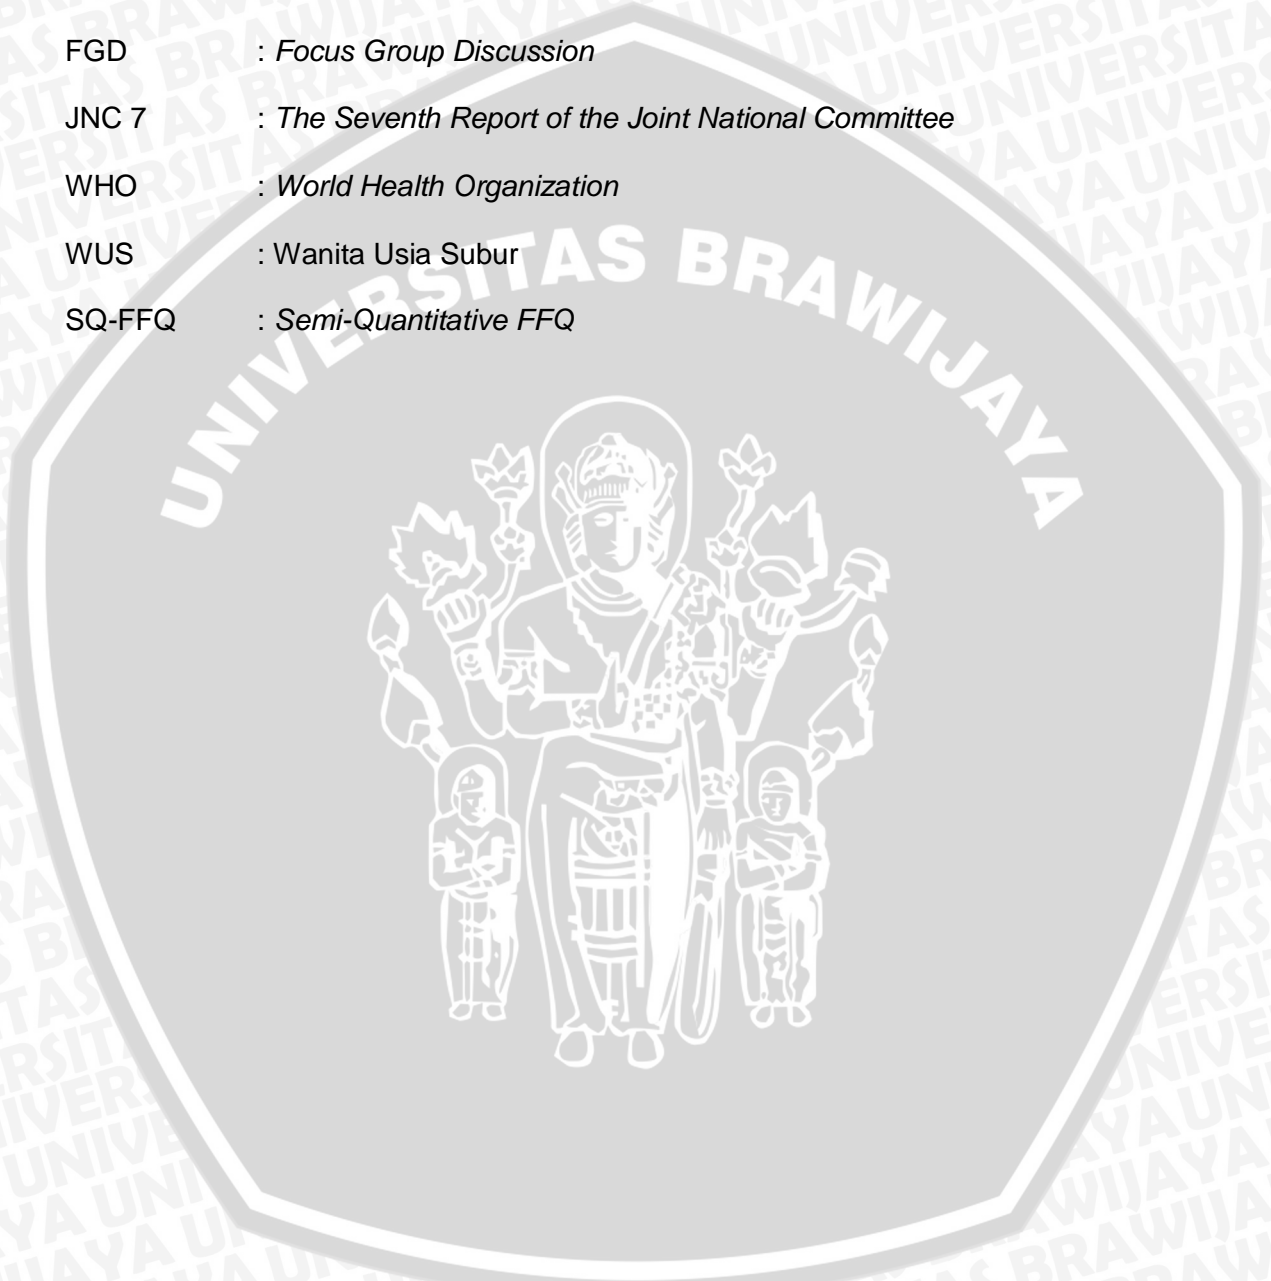 FGD : Focus Group Discussion
JNC 7 : The Seventh Report of the Joint National Committee
WHO : World Health Organization
WUS : Wanita Usia Subur
SQ-FFQ : Semi-Quantitative FFQ
UNIVERSITAS BRAWIJAYA